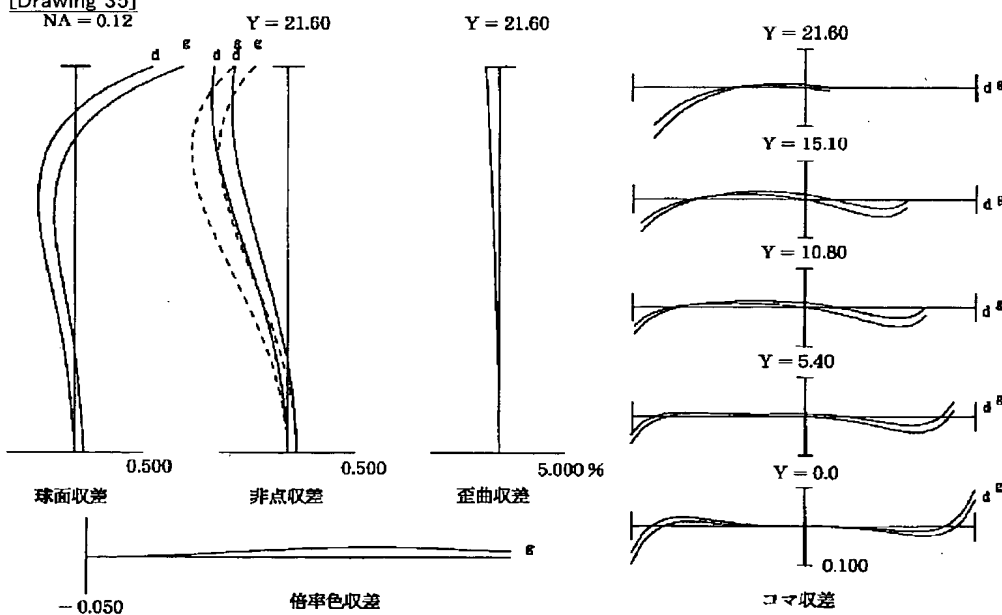 [Drawing 35]
NA = 0.12
d g
0.500
球面収差
Y = 21.60
d g d g
0.500
非点収差
Y = 21.60
5.000 %
歪曲収差
g
-0.050
倍率色収差
Y = 21.60
d g
Y = 15.10
d g
Y = 10.80
d g
Y = 5.40
d g
Y = 0.0
d g
0.100
コマ収差